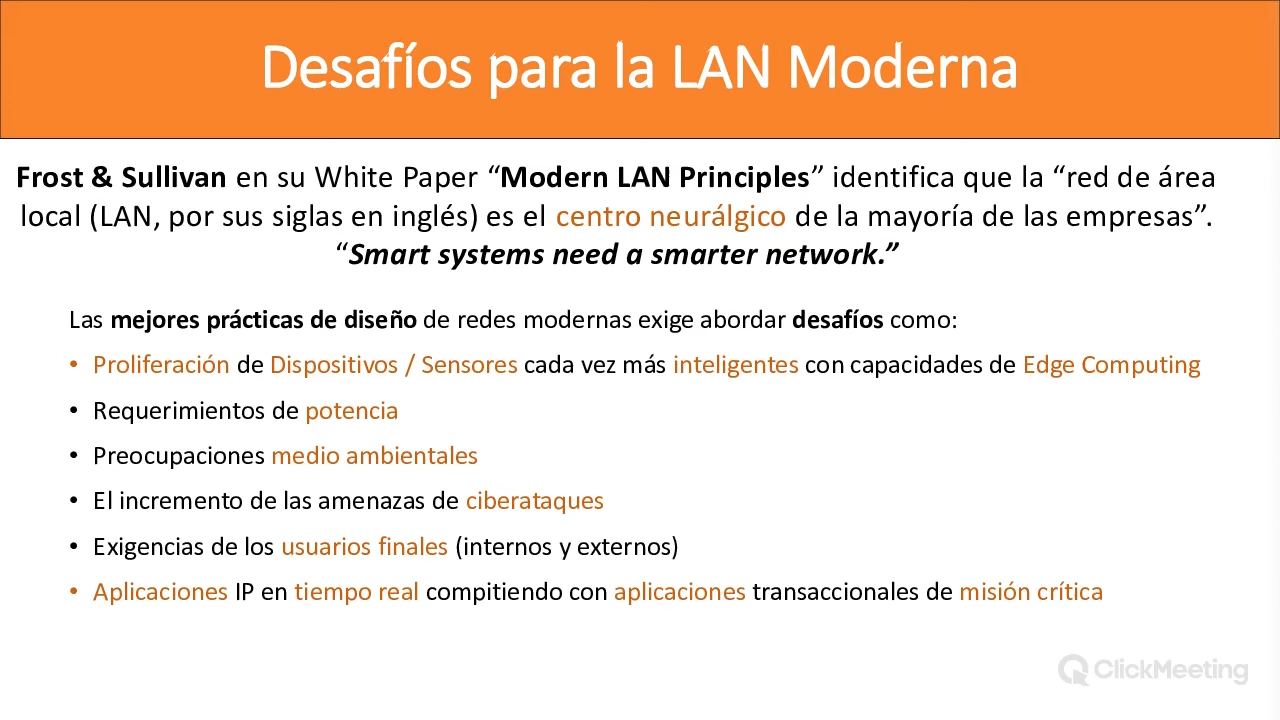 Desafíos para la LAN Moderna
Frost & Sullivan en su White Paper “Modern LAN Principles” identifica que la “red de área
local (LAN, por sus siglas en inglés) es el centro neurálgico de la mayoría de las empresas”.
“Smart systems need a smarter network.”
Las mejores prácticas de diseño de redes modernas exige abordar desafíos como:
• Proliferación de Dispositivos / Sensores cada vez más inteligentes con capacidades de Edge Computing
• Requerimientos de potencia
• Preocupaciones medio ambientales
• El incremento de las amenazas de ciberataques
• Exigencias de los usuarios finales (internos y externos)
• Aplicaciones IP en tiempo real compitiendo con aplicaciones transaccionales de misión crítica
ClickMeeting